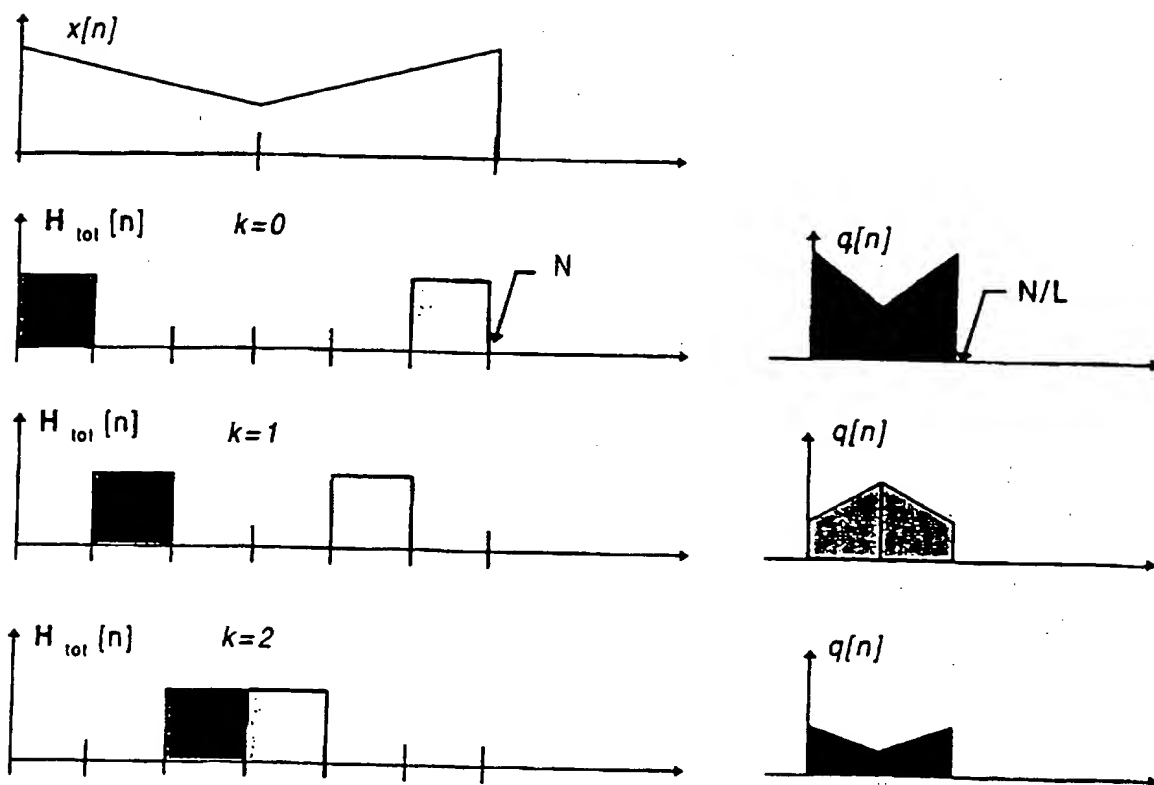 x[n]
H tot [n] k=0
N
q[n]
N/L
H tot [n] k=1
q[n]
H tot [n] k=2
q[n]